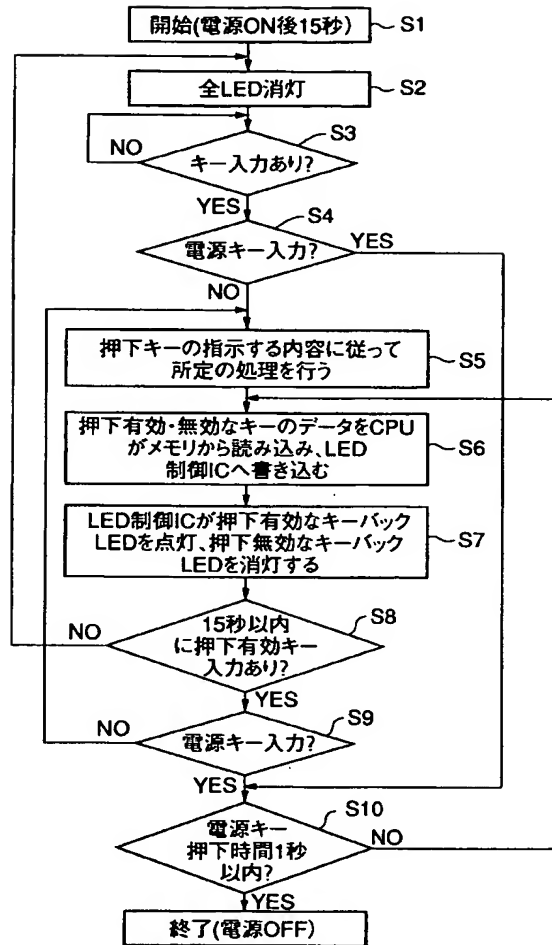 開始(電源ON後15秒)
S1
全LED消灯
S2
S3
NO
キー入力あり?
YES
S4
電源キー入力?
YES
NO
押下キーの指示する内容に従って
所定の処理を行う
S5
押下有効・無効なキーのデータをCPU
がメモリから読み込み、LED
制御ICへ書き込む
S6
LED制御ICが押下有効なキーバック
LEDを点灯、押下無効なキーバック
LEDを消灯する
S7
S8
NO
15秒以内
に押下有効キー
入力あり?
YES
S9
NO
電源キー入力?
YES
S10
電源キー
押下時間1秒
以内?
NO
YES
終了(電源OFF)